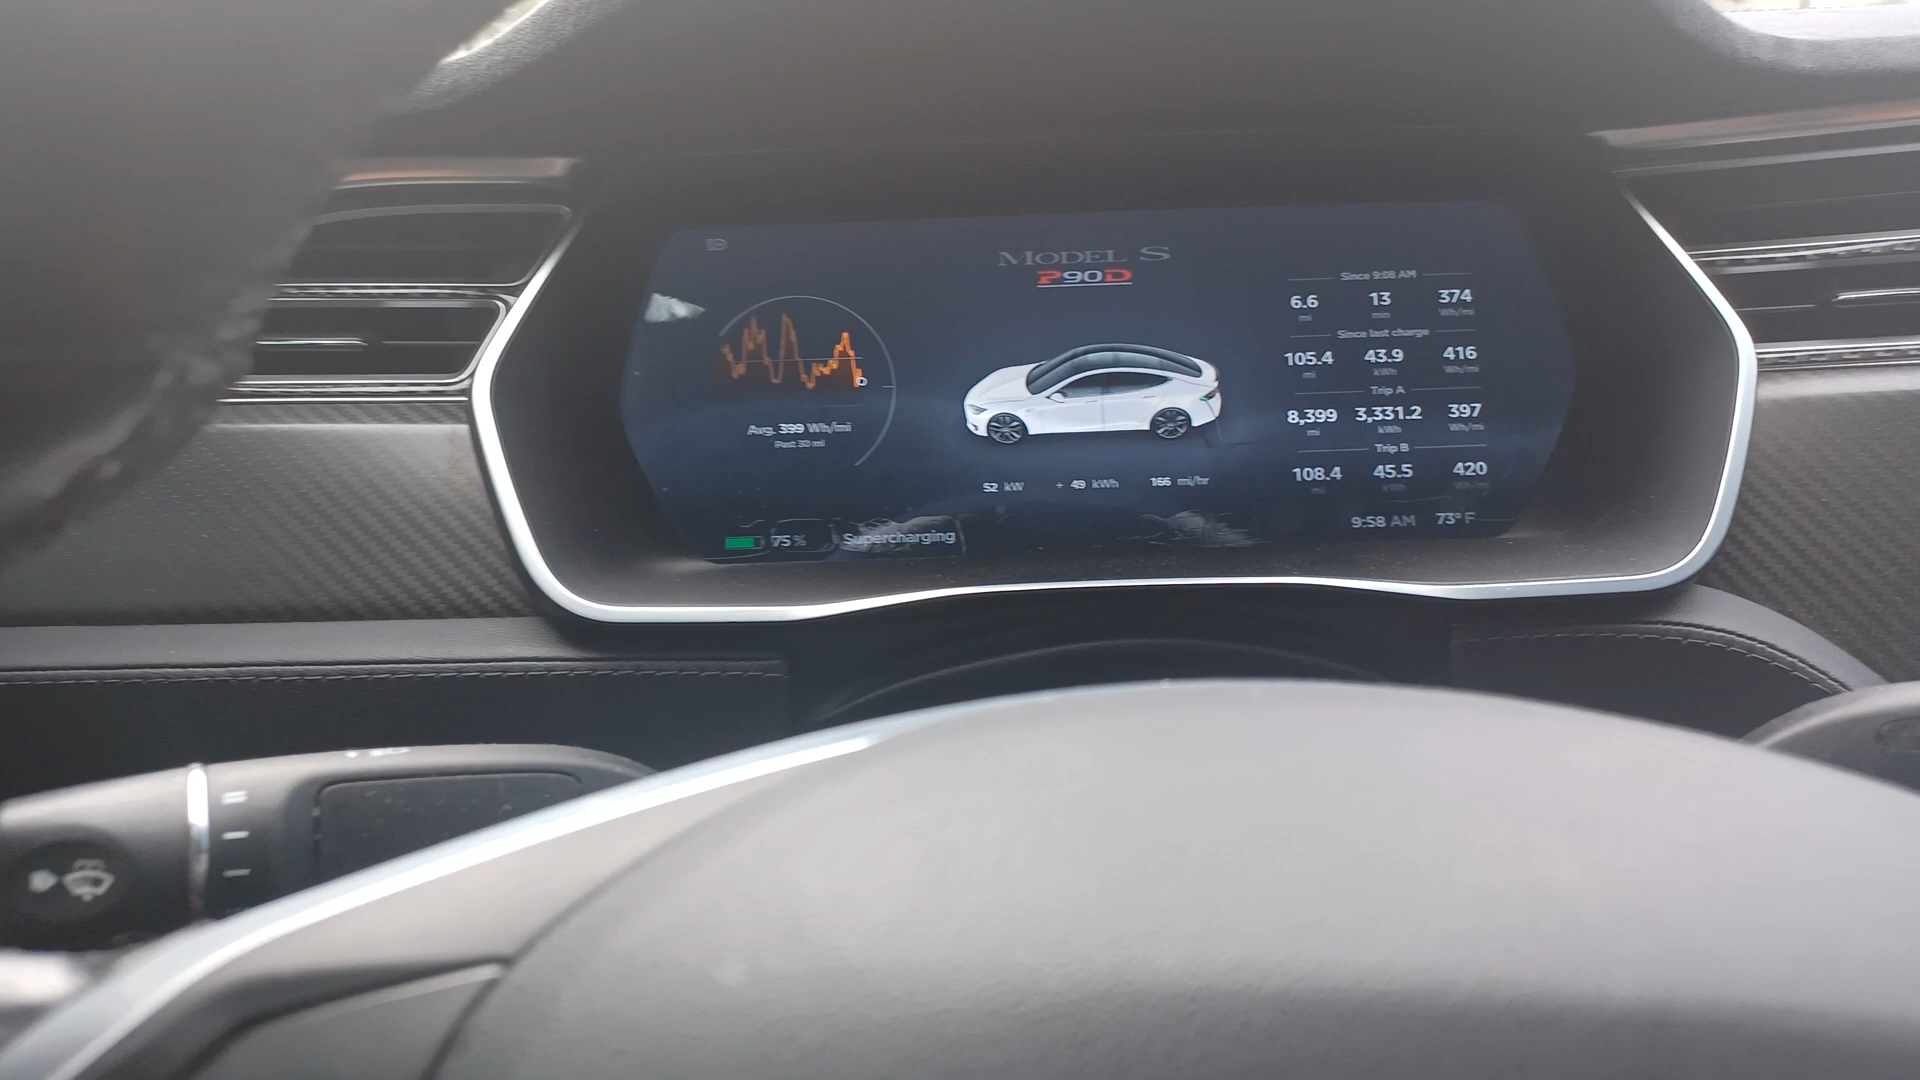 MODEL S
P90D
Since 9:08 AM
6.6 13 374
mi min Wh/mi
Since last charge
105.4 43.9 416
mi kWh Wh/mi
Trip A
8,399 3,331.2 397
mi kWh Wh/mi
Trip B
108.4 45.5 420
mi kWh Wh/mi
9:58 AM 73° F
Avg. 399 Wh/mi
Past 30 mi
52 kW + 49 kWh 166 mi/hr
75 % Supercharging